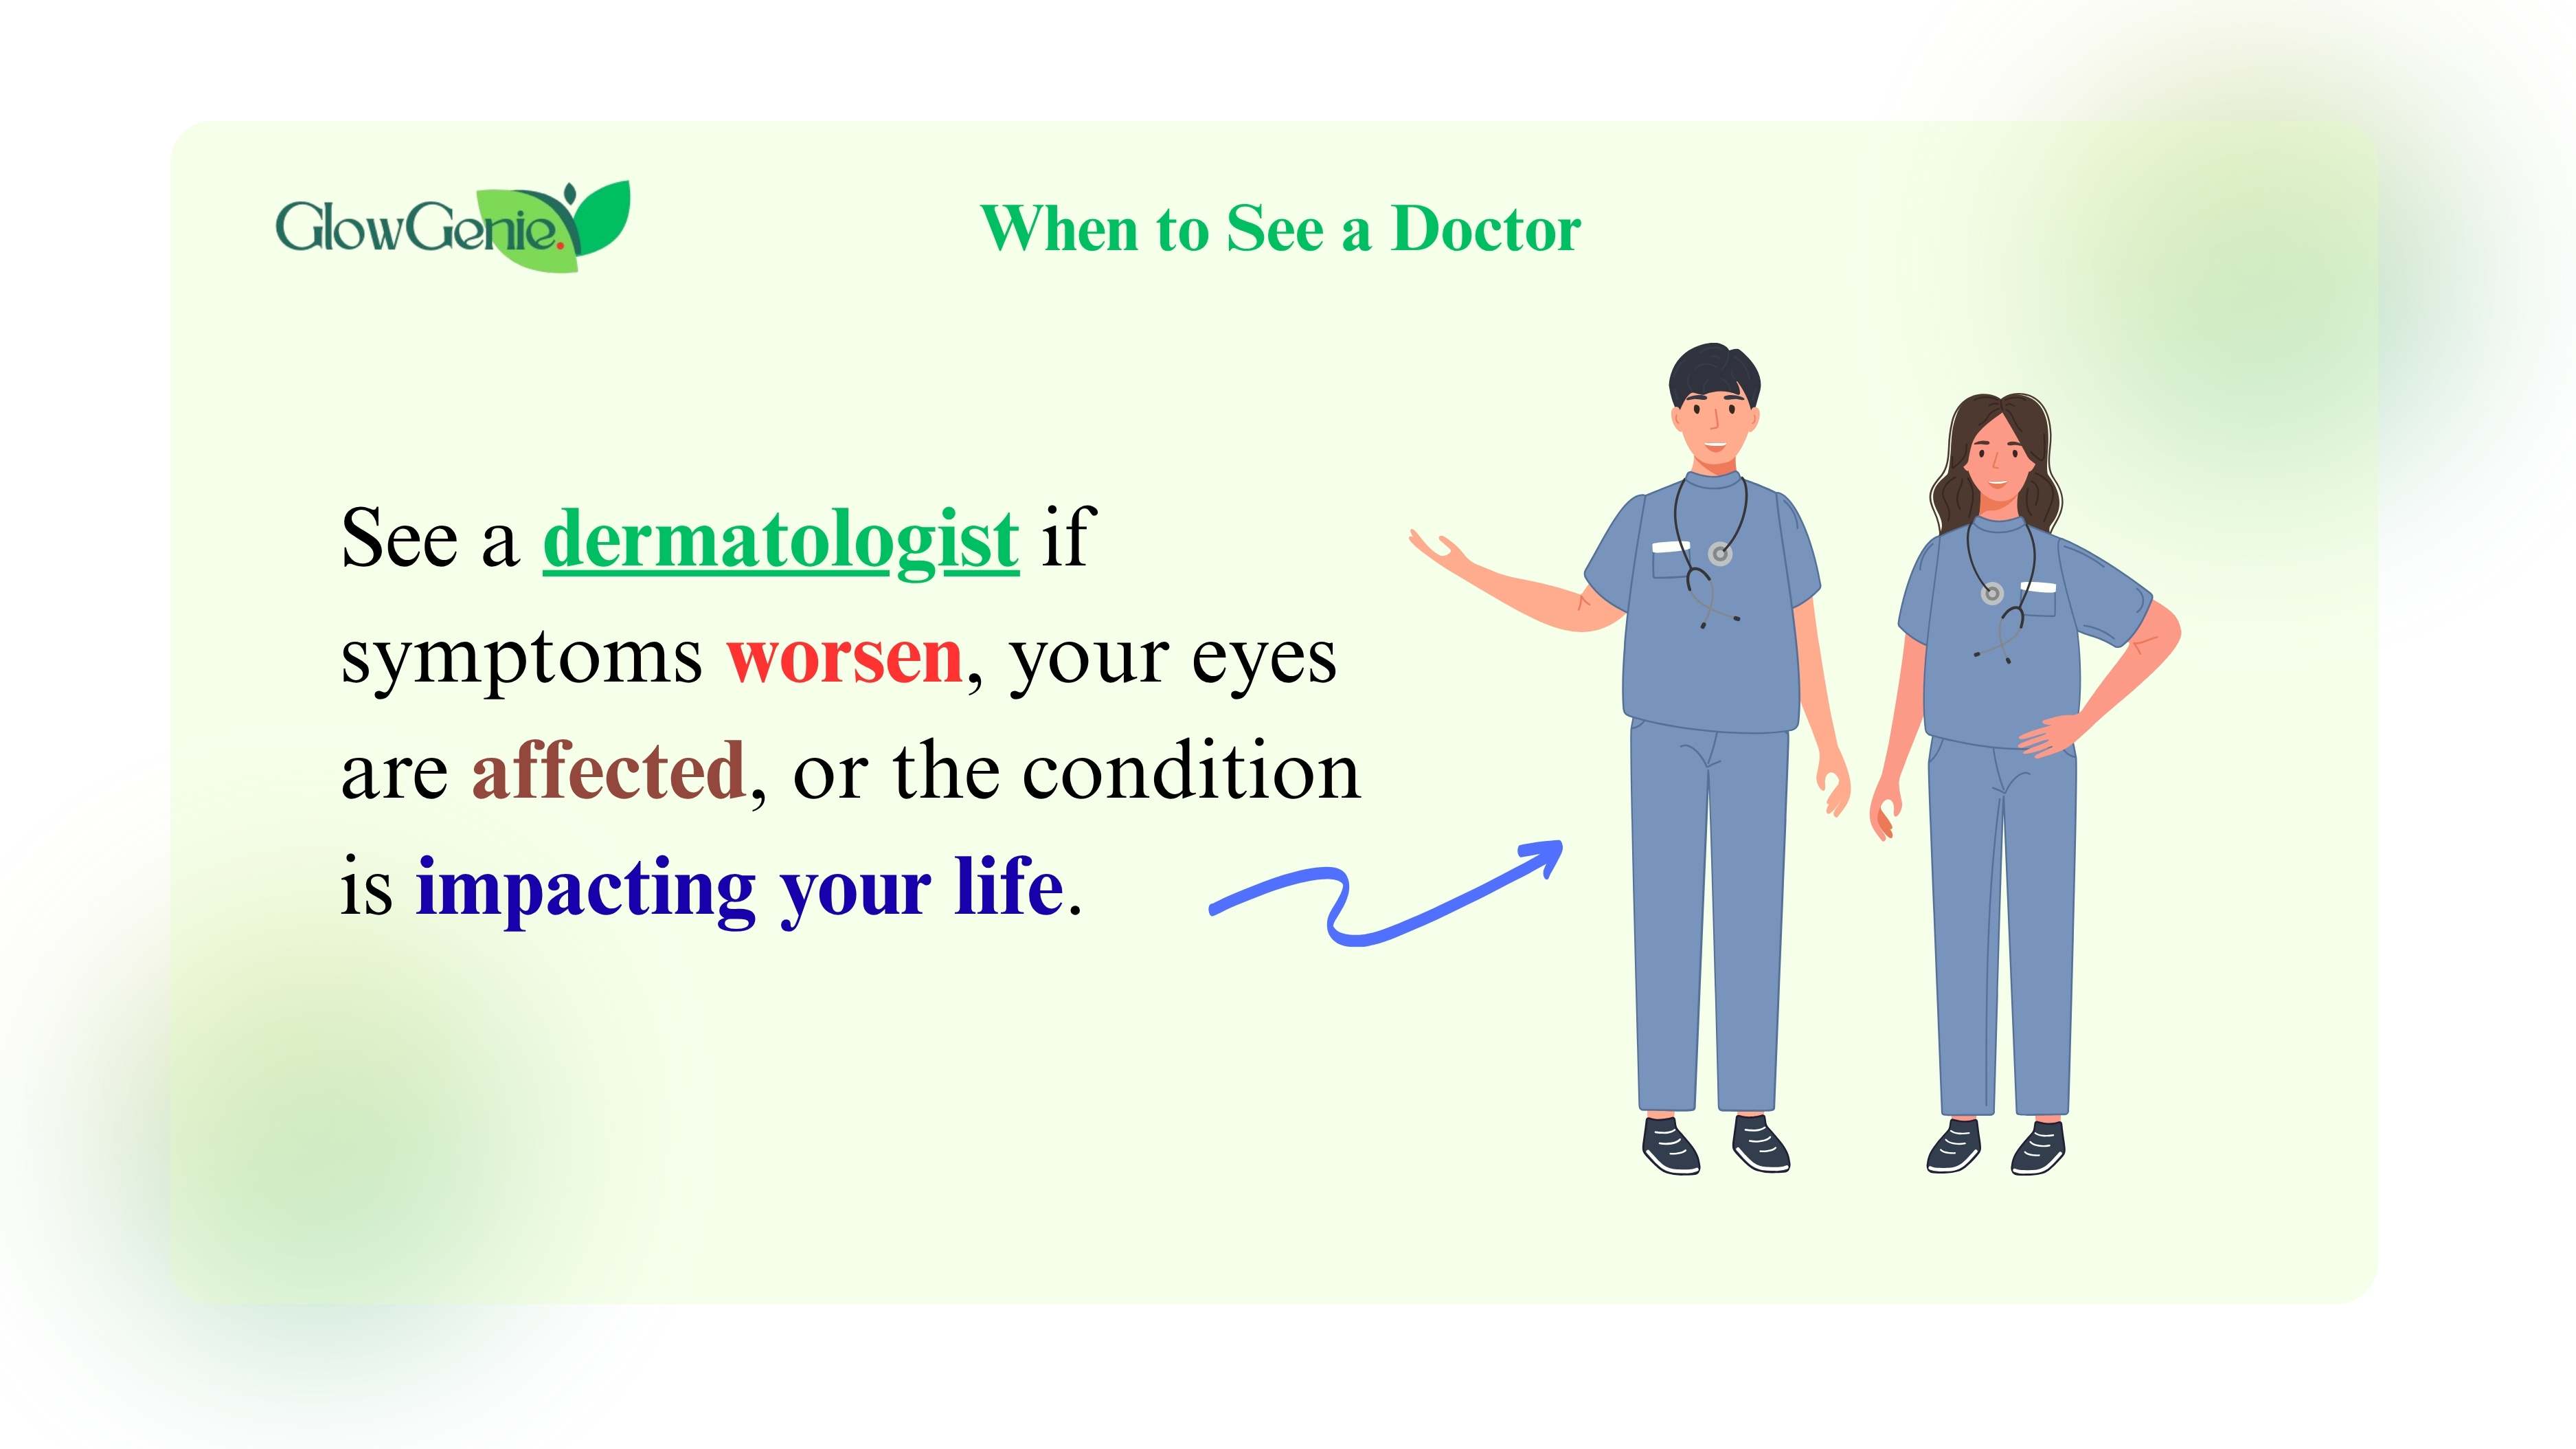 GlowGenie.
When to See a Doctor
See a dermatologist if
symptoms worsen, your eyes
are affected, or the condition
is impacting your life.